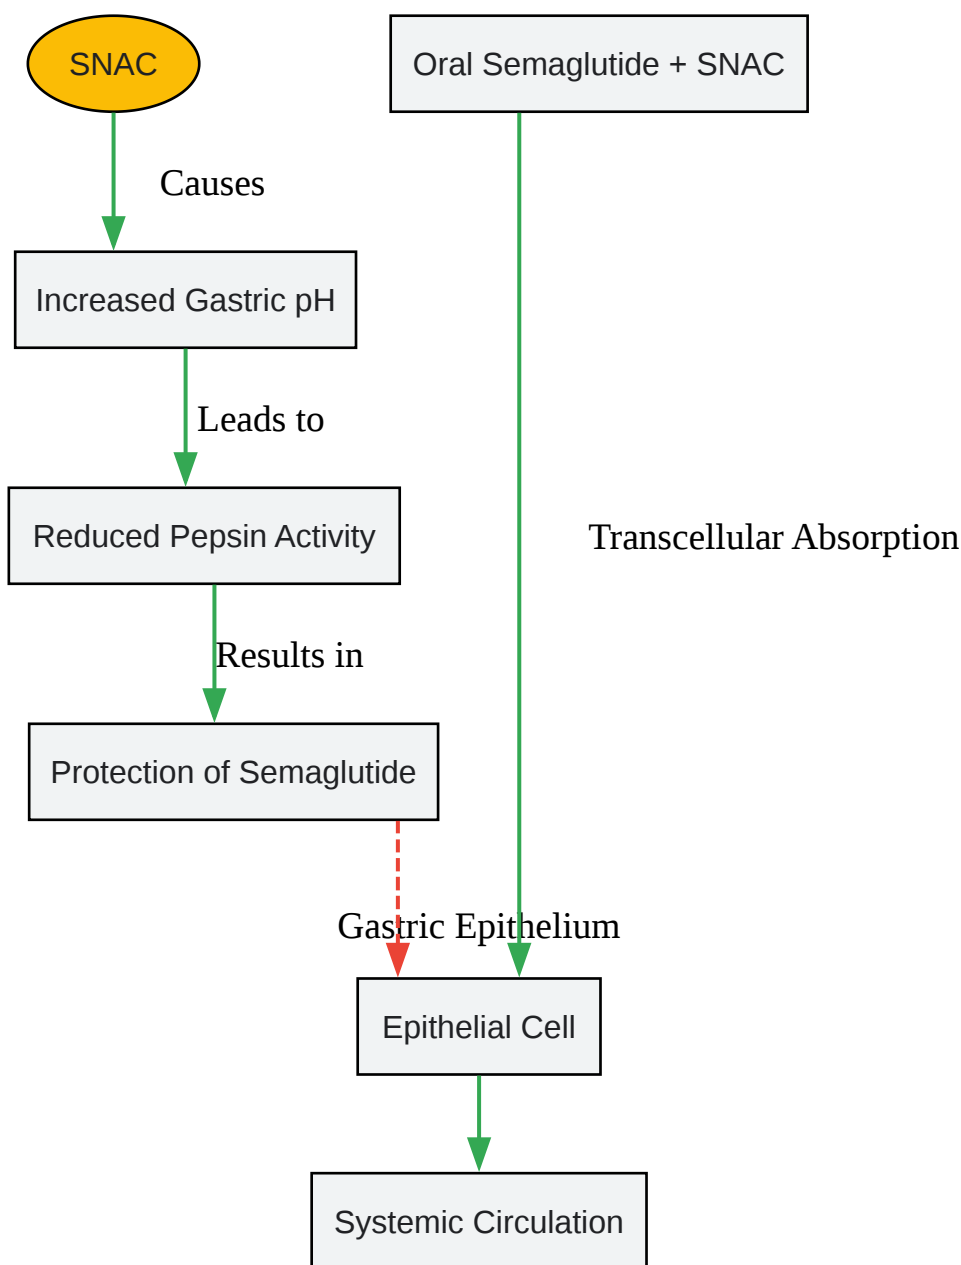 SNAC
Oral Semaglutide + SNAC
Causes
Increased Gastric pH
Leads to
Reduced Pepsin Activity
Transcellular Absorption
Results in
Protection of Semaglutide
Gastric Epithelium
Epithelial Cell
Systemic Circulation